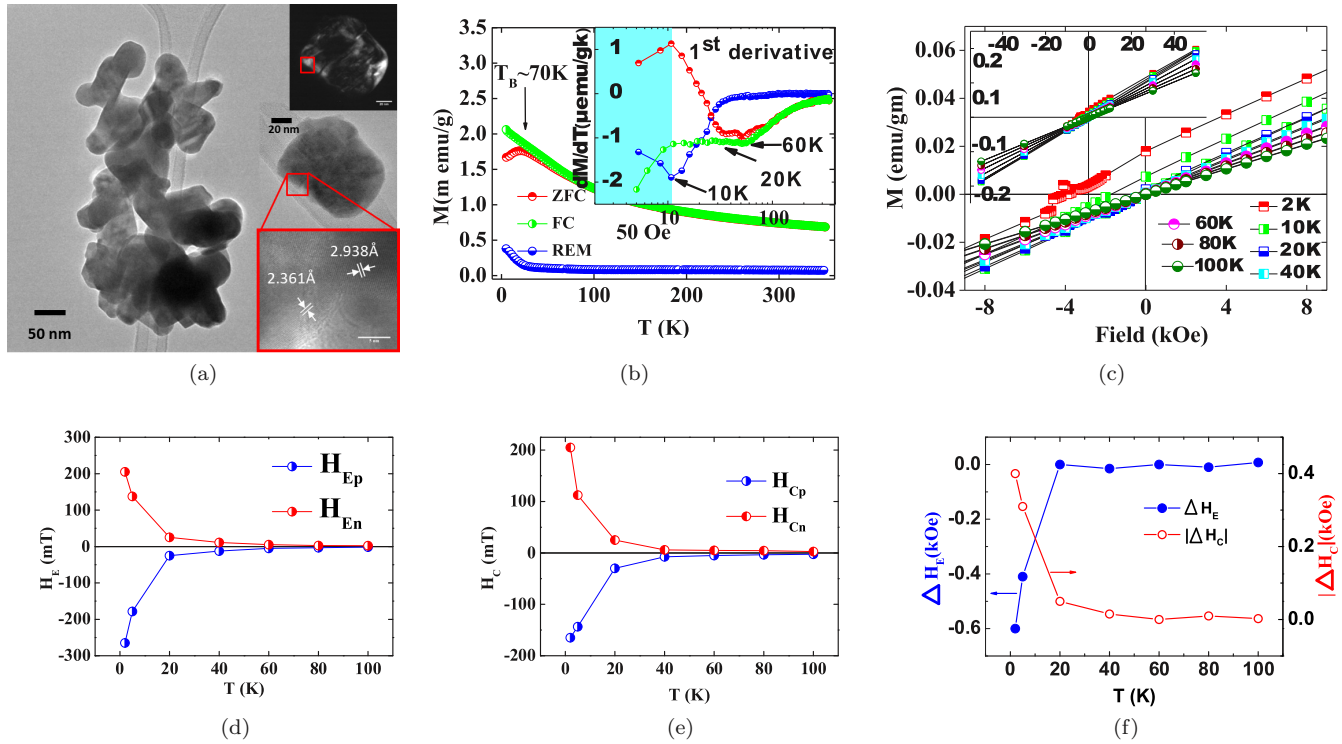 20 nm
2.938Å
2.361Å
50 nm
(a)
3.5
3.0
2.5
2.0
1.5
1.0
0.5
0.0
M(m emu/g)
T_B~70K
ZFC
FC
REM
50 Oe
0
100
200
300
T (K)
1st derivative
dM/dT(μemu/gk)
1
0
-1
-2
10
100
60K
20K
10K
(b)
0.06
0.04
0.02
0.00
-0.02
-0.04
M (emu/gm)
-40
-20
0
20
40
0.2
0.1
-0.1
-0.2
60K
80K
100K
2K
10K
20K
40K
-8
-4
0
4
8
Field (kOe)
(c)
300
200
100
0
-100
-200
-300
H_E (mT)
H_Ep
H_En
0
20
40
60
80
100
T (K)
(d)
200
100
0
-100
-200
H_C (mT)
H_Cp
H_Cn
0
20
40
60
80
100
T (K)
(e)
0.0
-0.2
-0.4
-0.6
Δ H_E(kOe)
Δ H_E
|Δ H_C|
0.4
0.2
0.0
|ΔH_C|(kOe)
0
20
40
60
80
100
T (K)
(f)